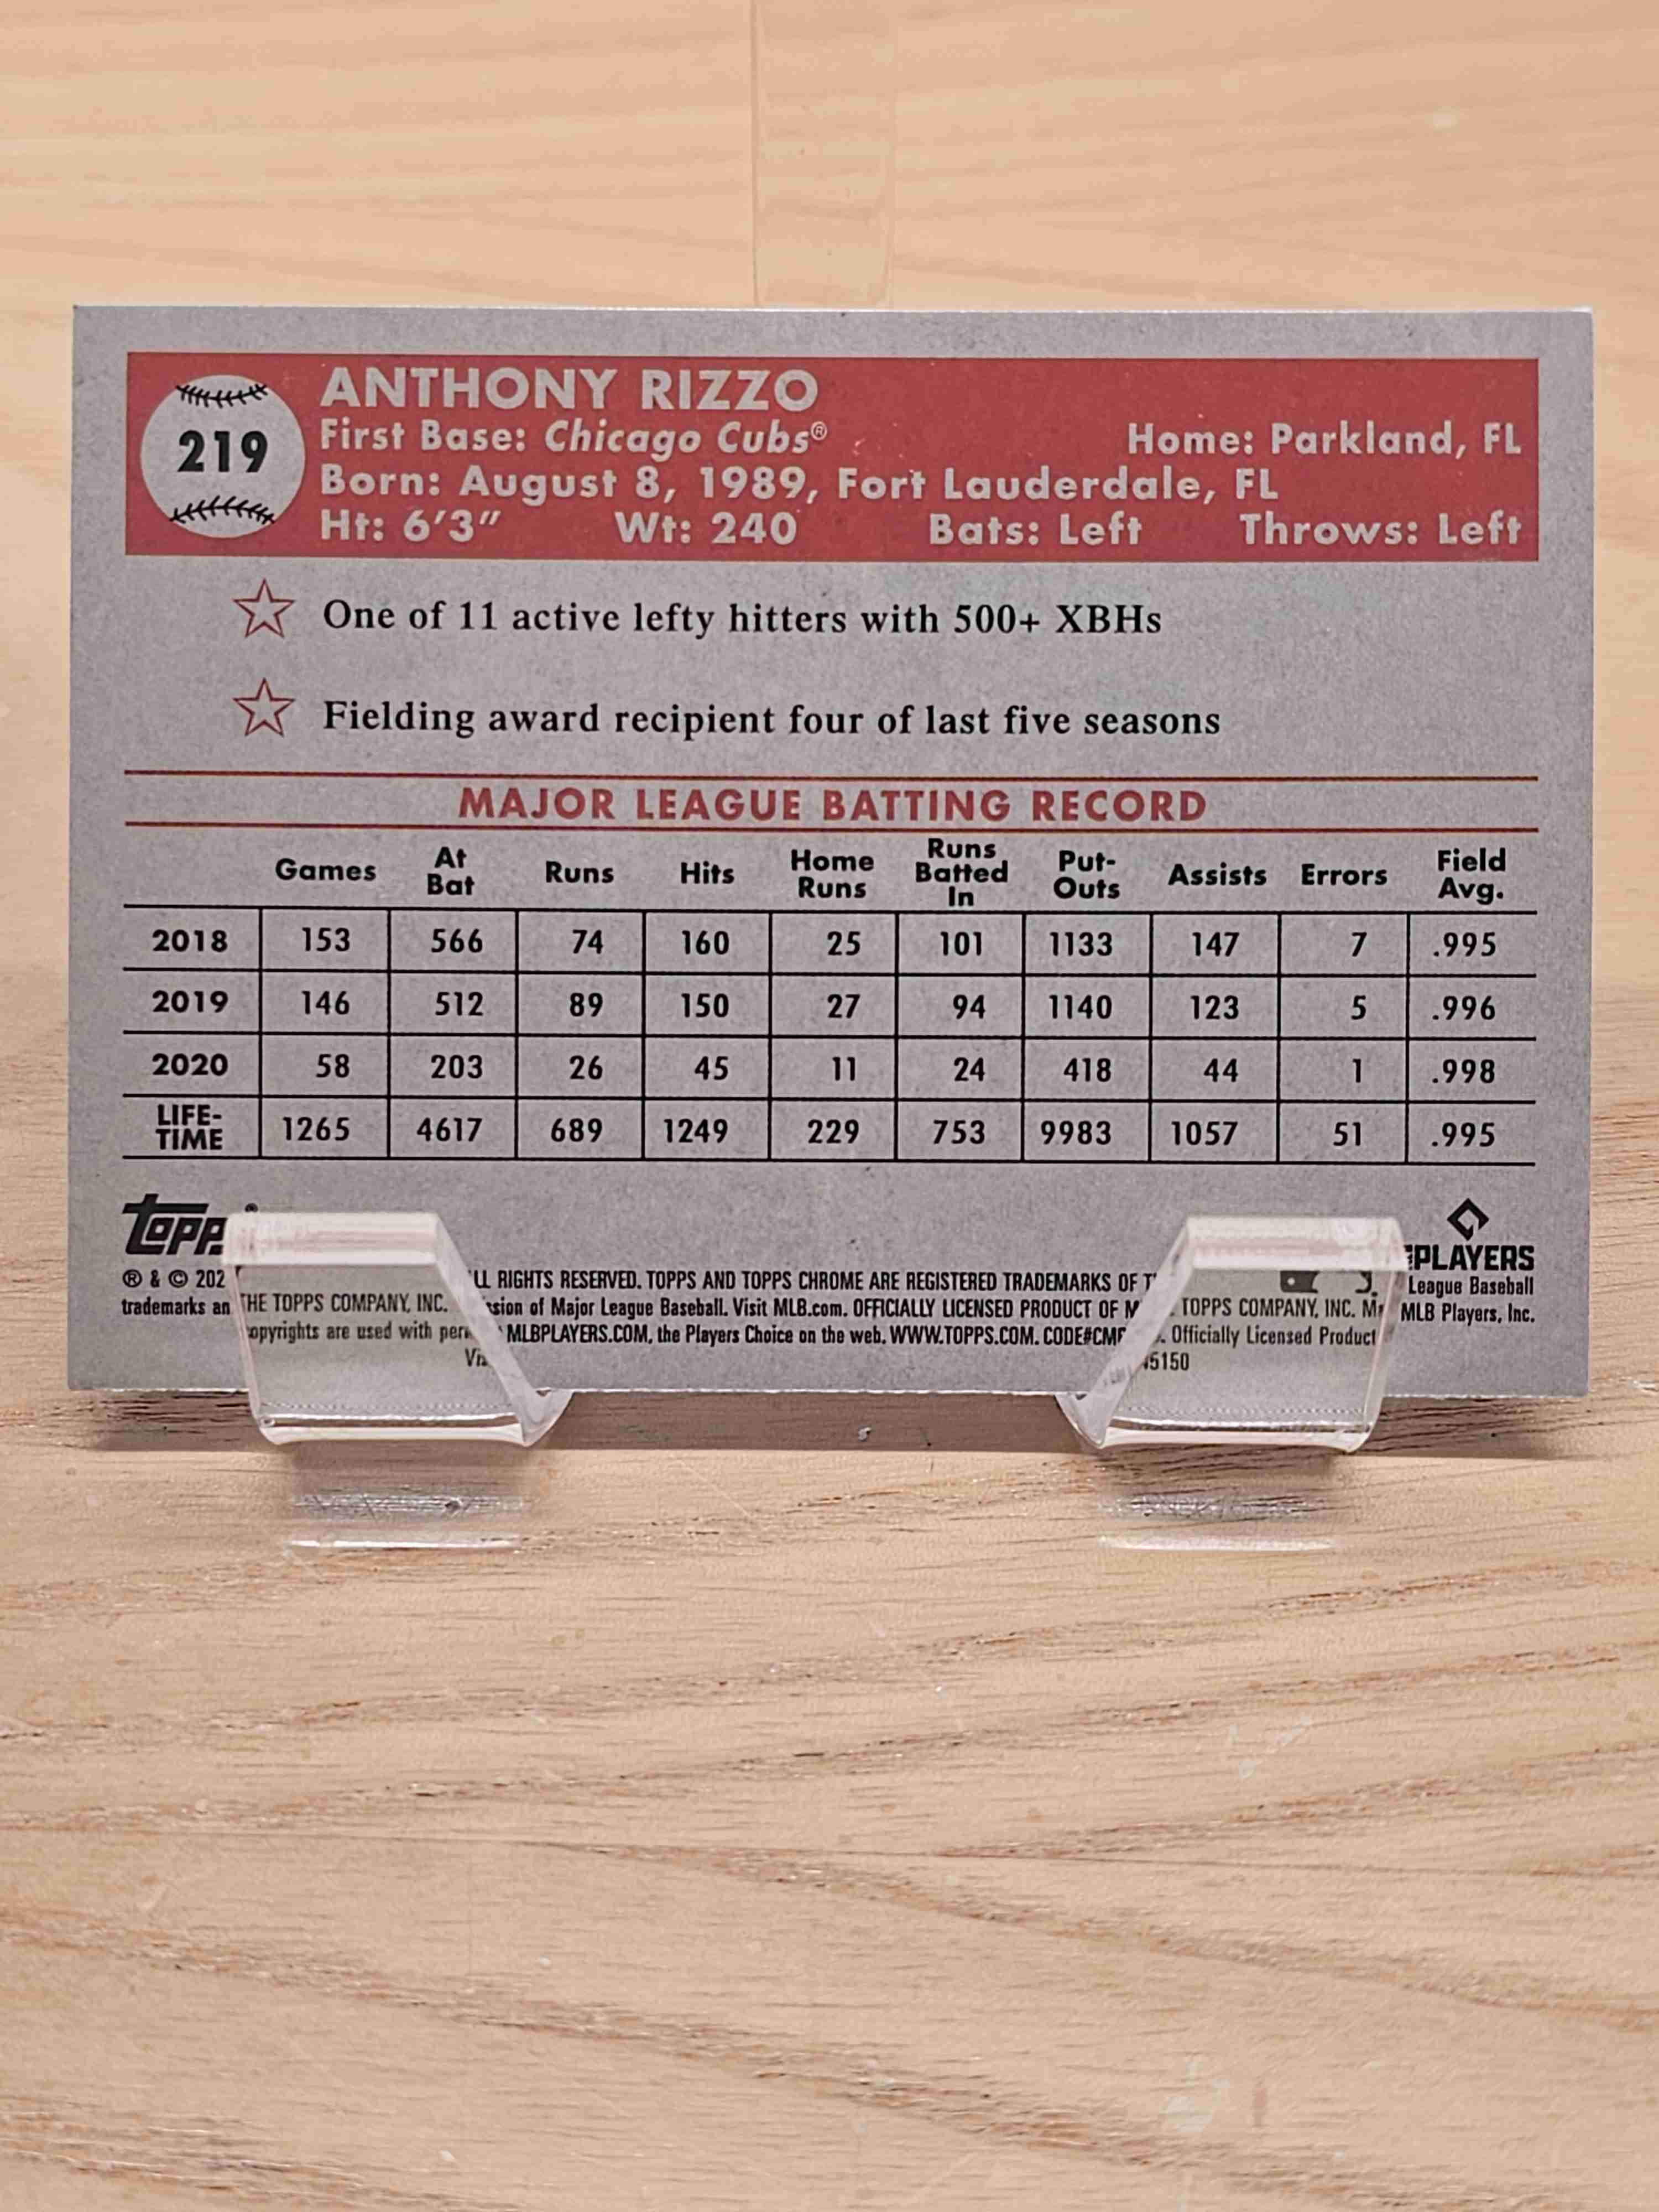 219
ANTHONY RIZZO
First Base: Chicago Cubs® Home: Parkland, FL
Born: August 8, 1989, Fort Lauderdale, FL
Ht: 6'3" Wt: 240 Bats: Left Throws: Left
☆ One of 11 active lefty hitters with 500+ XBHs
☆ Fielding award recipient four of last five seasons
MAJOR LEAGUE BATTING RECORD
Games At Bat Runs Hits Home Runs Runs Batted In Put-Outs Assists Errors Field Avg.
2018 153 566 74 160 25 101 1133 147 7 .995
2019 146 512 89 150 27 94 1140 123 5 .996
2020 58 203 26 45 11 24 418 44 1 .998
LIFE-TIME 1265 4617 689 1249 229 753 9983 1057 51 .995
PLAYERS
® & © THE TOPPS COMPANY, INC. RIGHTS RESERVED. TOPPS AND TOPPS CHROME ARE REGISTERED TRADEMARKS OF TOPPS COMPANY, INC. League Baseball
trademarks copyrights are used with of Major League Baseball. Visit MLB.com. OFFICIALLY LICENSED PRODUCT OF Officially Licensed Product MLB Players, Inc.
MLBPLAYERS.COM, the Players Choice on the web. WWW.TOPPS.COM.